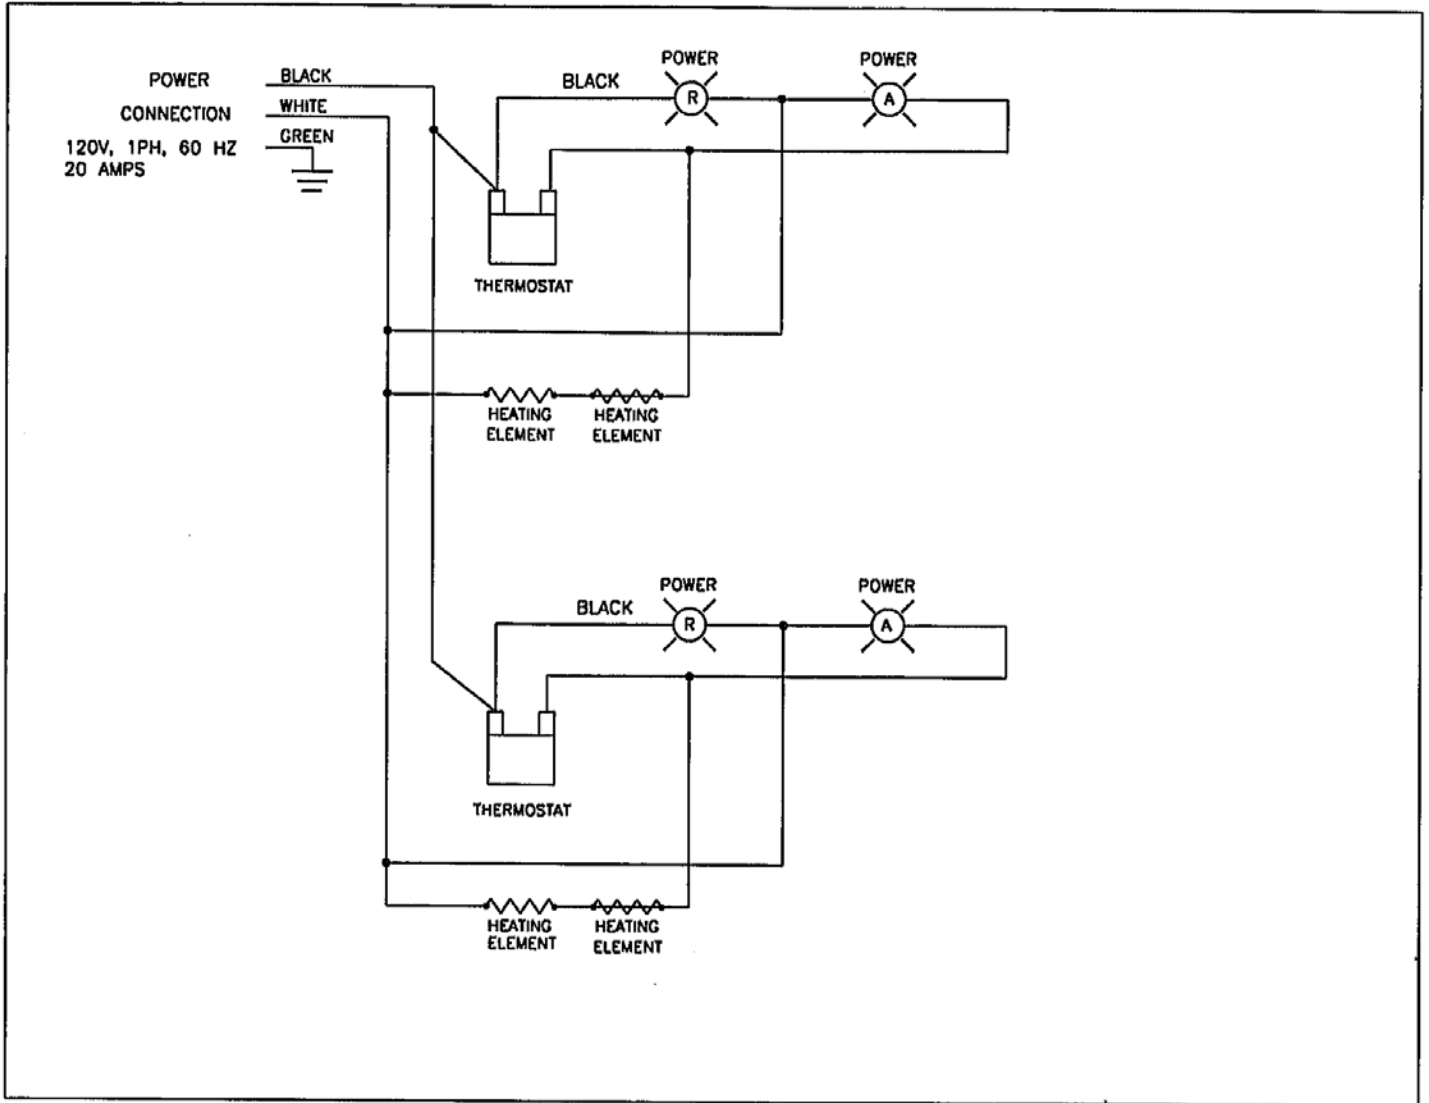 POWER
CONNECTION
120V, 1PH, 60 HZ
20 AMPS
BLACK
WHITE
GREEN
BLACK
POWER
R
POWER
A
THERMOSTAT
HEATING
ELEMENT
HEATING
ELEMENT
BLACK
POWER
R
POWER
A
THERMOSTAT
HEATING
ELEMENT
HEATING
ELEMENT